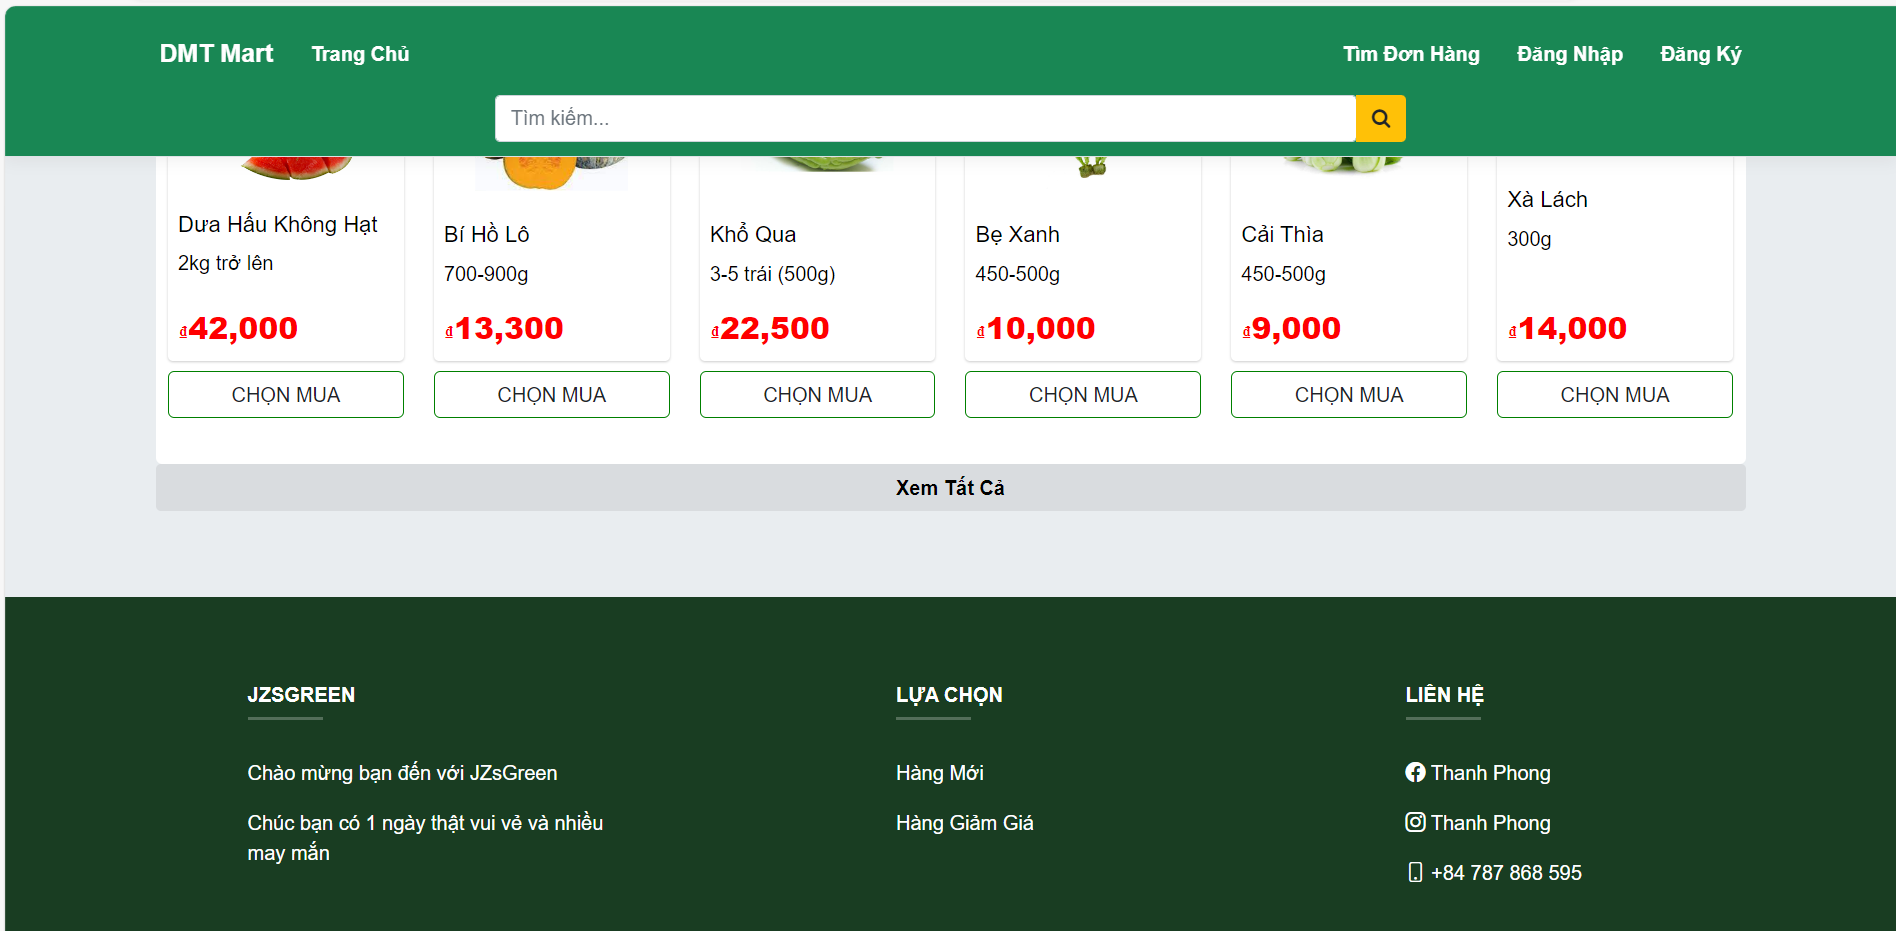 DMT Mart Trang Chủ Tìm Đơn Hàng Đăng Nhập Đăng Ký
Tìm kiếm...
Dưa Hấu Không Hạt
2kg trở lên
₫42,000
CHỌN MUA
Bí Hồ Lô
700-900g
₫13,300
CHỌN MUA
Khổ Qua
3-5 trái (500g)
₫22,500
CHỌN MUA
Bẹ Xanh
450-500g
₫10,000
CHỌN MUA
Cải Thìa
450-500g
₫9,000
CHỌN MUA
Xà Lách
300g
₫14,000
CHỌN MUA
Xem Tất Cả
JZSGREEN
Chào mừng bạn đến với JZsGreen
Chúc bạn có 1 ngày thật vui vẻ và nhiều
may mắn
LỰA CHỌN
Hàng Mới
Hàng Giảm Giá
LIÊN HỆ
Thanh Phong
Thanh Phong
+84 787 868 595